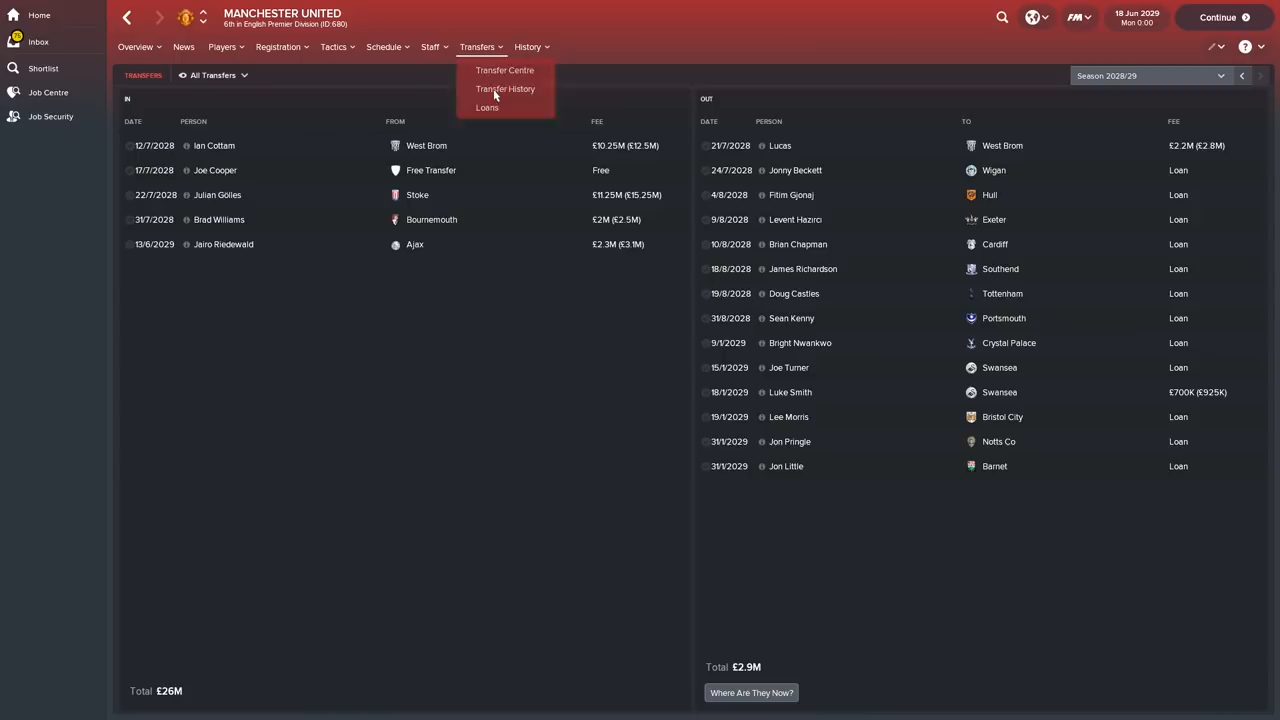 Home
75
Inbox
Shortlist
Job Centre
Job Security
MANCHESTER UNITED
6th in English Premier Division (ID:680)
FM
18 Jun 2029
Mon 0:00
Continue
Overview News Players Registration Tactics Schedule Staff Transfers History
?
TRANSFERS All Transfers
Season 2028/29
Transfer Centre
Transfer History
Loans
IN
DATE PERSON FROM FEE
12/7/2028 Ian Cottam West Brom £10.25M (£12.5M)
17/7/2028 Joe Cooper Free Transfer Free
22/7/2028 Julian Gölles Stoke £11.25M (£15.25M)
31/7/2028 Brad Williams Bournemouth £2M (£2.5M)
13/6/2029 Jairo Riedewald Ajax £2.3M (£3.1M)
Total £26M
OUT
DATE PERSON TO FEE
21/7/2028 Lucas West Brom £2.2M (£2.8M)
24/7/2028 Jonny Beckett Wigan Loan
4/8/2028 Fitim Gjonaj Hull Loan
9/8/2028 Levent Hazırcı Exeter Loan
10/8/2028 Brian Chapman Cardiff Loan
18/8/2028 James Richardson Southend Loan
19/8/2028 Doug Castles Tottenham Loan
31/8/2028 Sean Kenny Portsmouth Loan
9/1/2029 Bright Nwankwo Crystal Palace Loan
15/1/2029 Joe Turner Swansea Loan
18/1/2029 Luke Smith Swansea £700K (£925K)
19/1/2029 Lee Morris Bristol City Loan
31/1/2029 Jon Pringle Notts Co Loan
31/1/2029 Jon Little Barnet Loan
Total £2.9M
Where Are They Now?